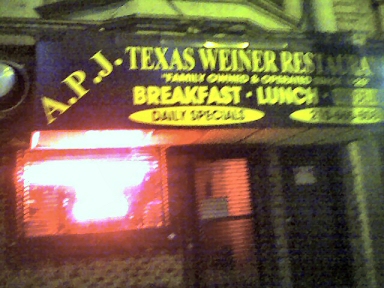 A.P.J. TEXAS WEINER
"FAMILY OWNED & OPERATED
BREAKFAST · LUNCH ·
DAILY SPECIALS